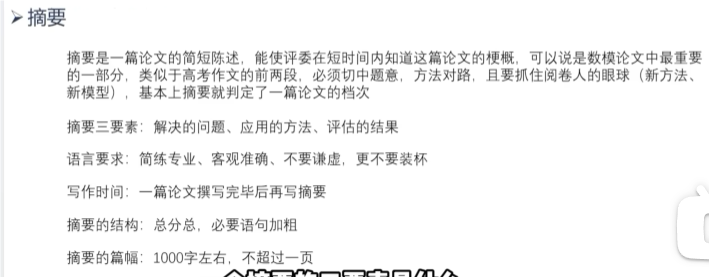 ➢ 摘要
摘要是一篇论文的简短陈述，能使评委在短时间内知道这篇论文的梗概，可以说是数模论文中最重要
的一部分，类似于高考作文的前两段，必须切中题意，方法对路，且要抓住阅卷人的眼球（新方法、
新模型），基本上摘要就判定了一篇论文的档次
摘要三要素：解决的问题、应用的方法、评估的结果
语言要求：简练专业、客观准确、不要谦虚，更不要装杯
写作时间：一篇论文撰写完毕后再写摘要
摘要的结构：总分总，必要语句加粗
摘要的篇幅：1000字左右，不超过一页